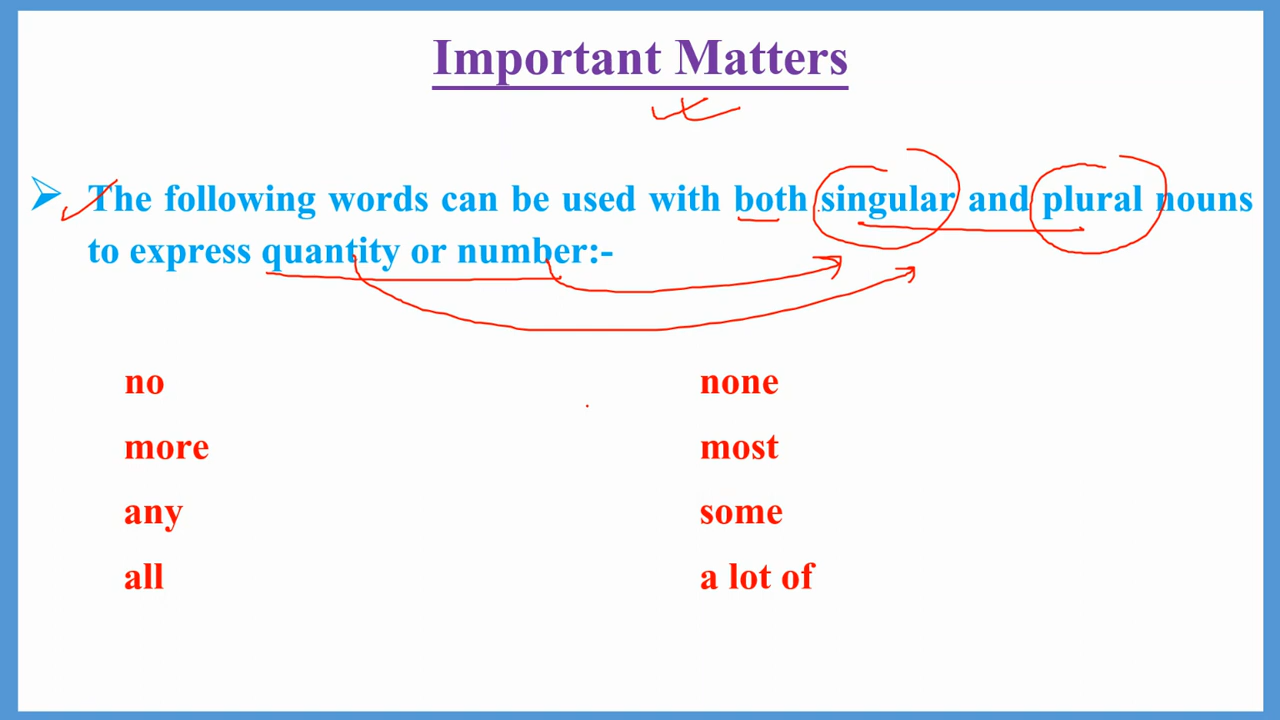 Important Matters
➢ The following words can be used with both singular and plural nouns
to express quantity or number:-
no none
more most
any some
all a lot of